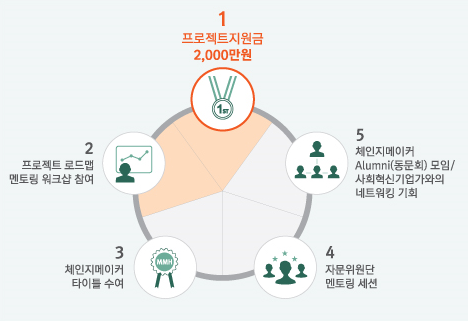 1
프로젝트지원금
2,000만원
1ST
2
프로젝트 로드맵
멘토링 워크샵 참여
5
체인지메이커
Alumni(동문회) 모임/
사회혁신기업가와의
네트워킹 기회
3
체인지메이커
타이틀 수여
MMH
4
자문위원단
멘토링 세션